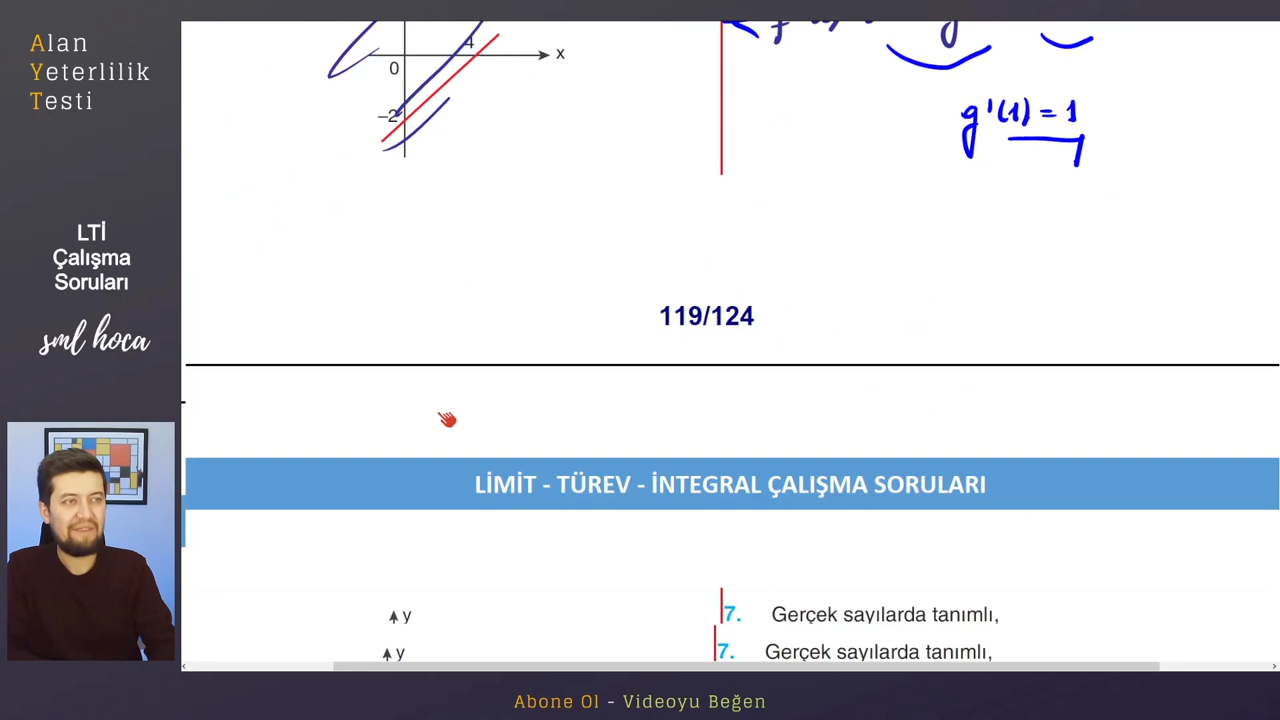 Alan
Yeterlilik
Testi
LTİ
Çalışma
Soruları
sml hoca
4
x
0
−2
g'(1) = 1
119/124
LİMİT - TÜREV - İNTEGRAL ÇALIŞMA SORULARI
y
7. Gerçek sayılarda tanımlı,
y
7. Gerçek sayılarda tanımlı,
Abone Ol - Videoyu Beğen